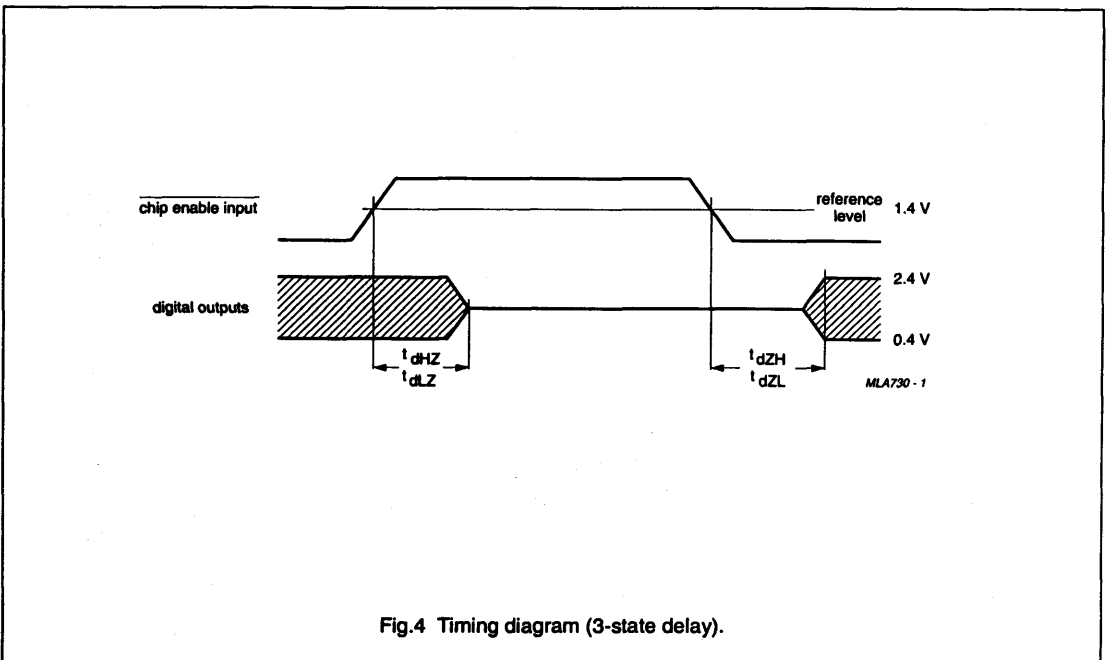 chip enable input
reference
level
1.4 V
2.4 V
digital outputs
0.4 V
t dHZ
t dLZ
t dZH
t dZL
MLA730 - 1
Fig.4 Timing diagram (3-state delay).